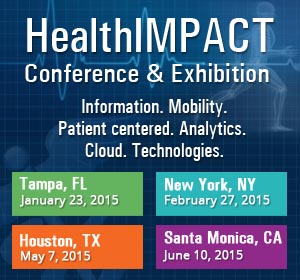 HealthIMPACT
Conference & Exhibition
Information. Mobility.
Patient centered. Analytics.
Cloud. Technologies.
Tampa, FL
January 23, 2015
New York, NY
February 27, 2015
Houston, TX
May 7, 2015
Santa Monica, CA
June 10, 2015